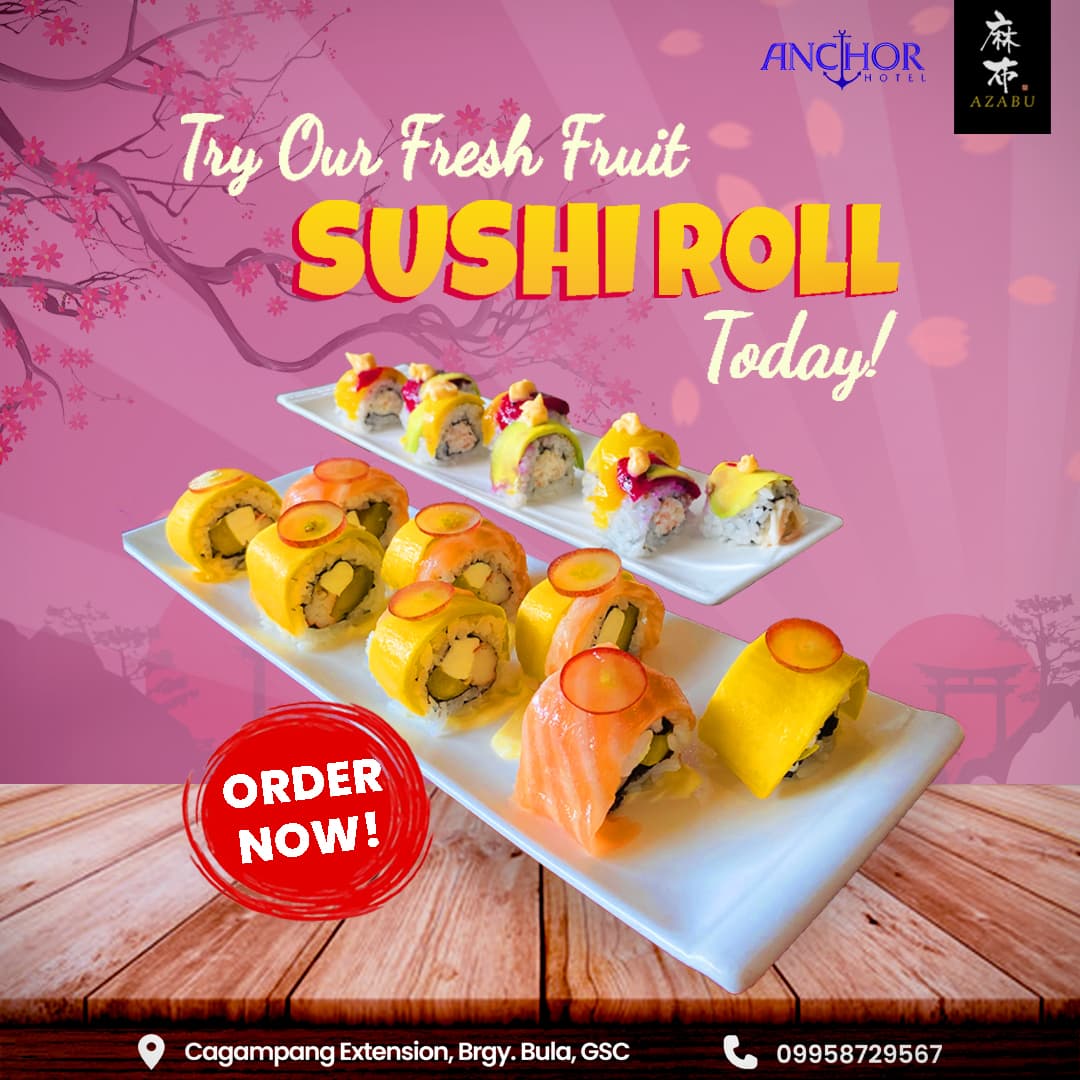 ANCHOR
HOTEL
麻布
AZABU
Try Our Fresh Fruit
SUSHI ROLL
Today!
ORDER
NOW!
Cagampang Extension, Brgy. Bula, GSC
09958729567